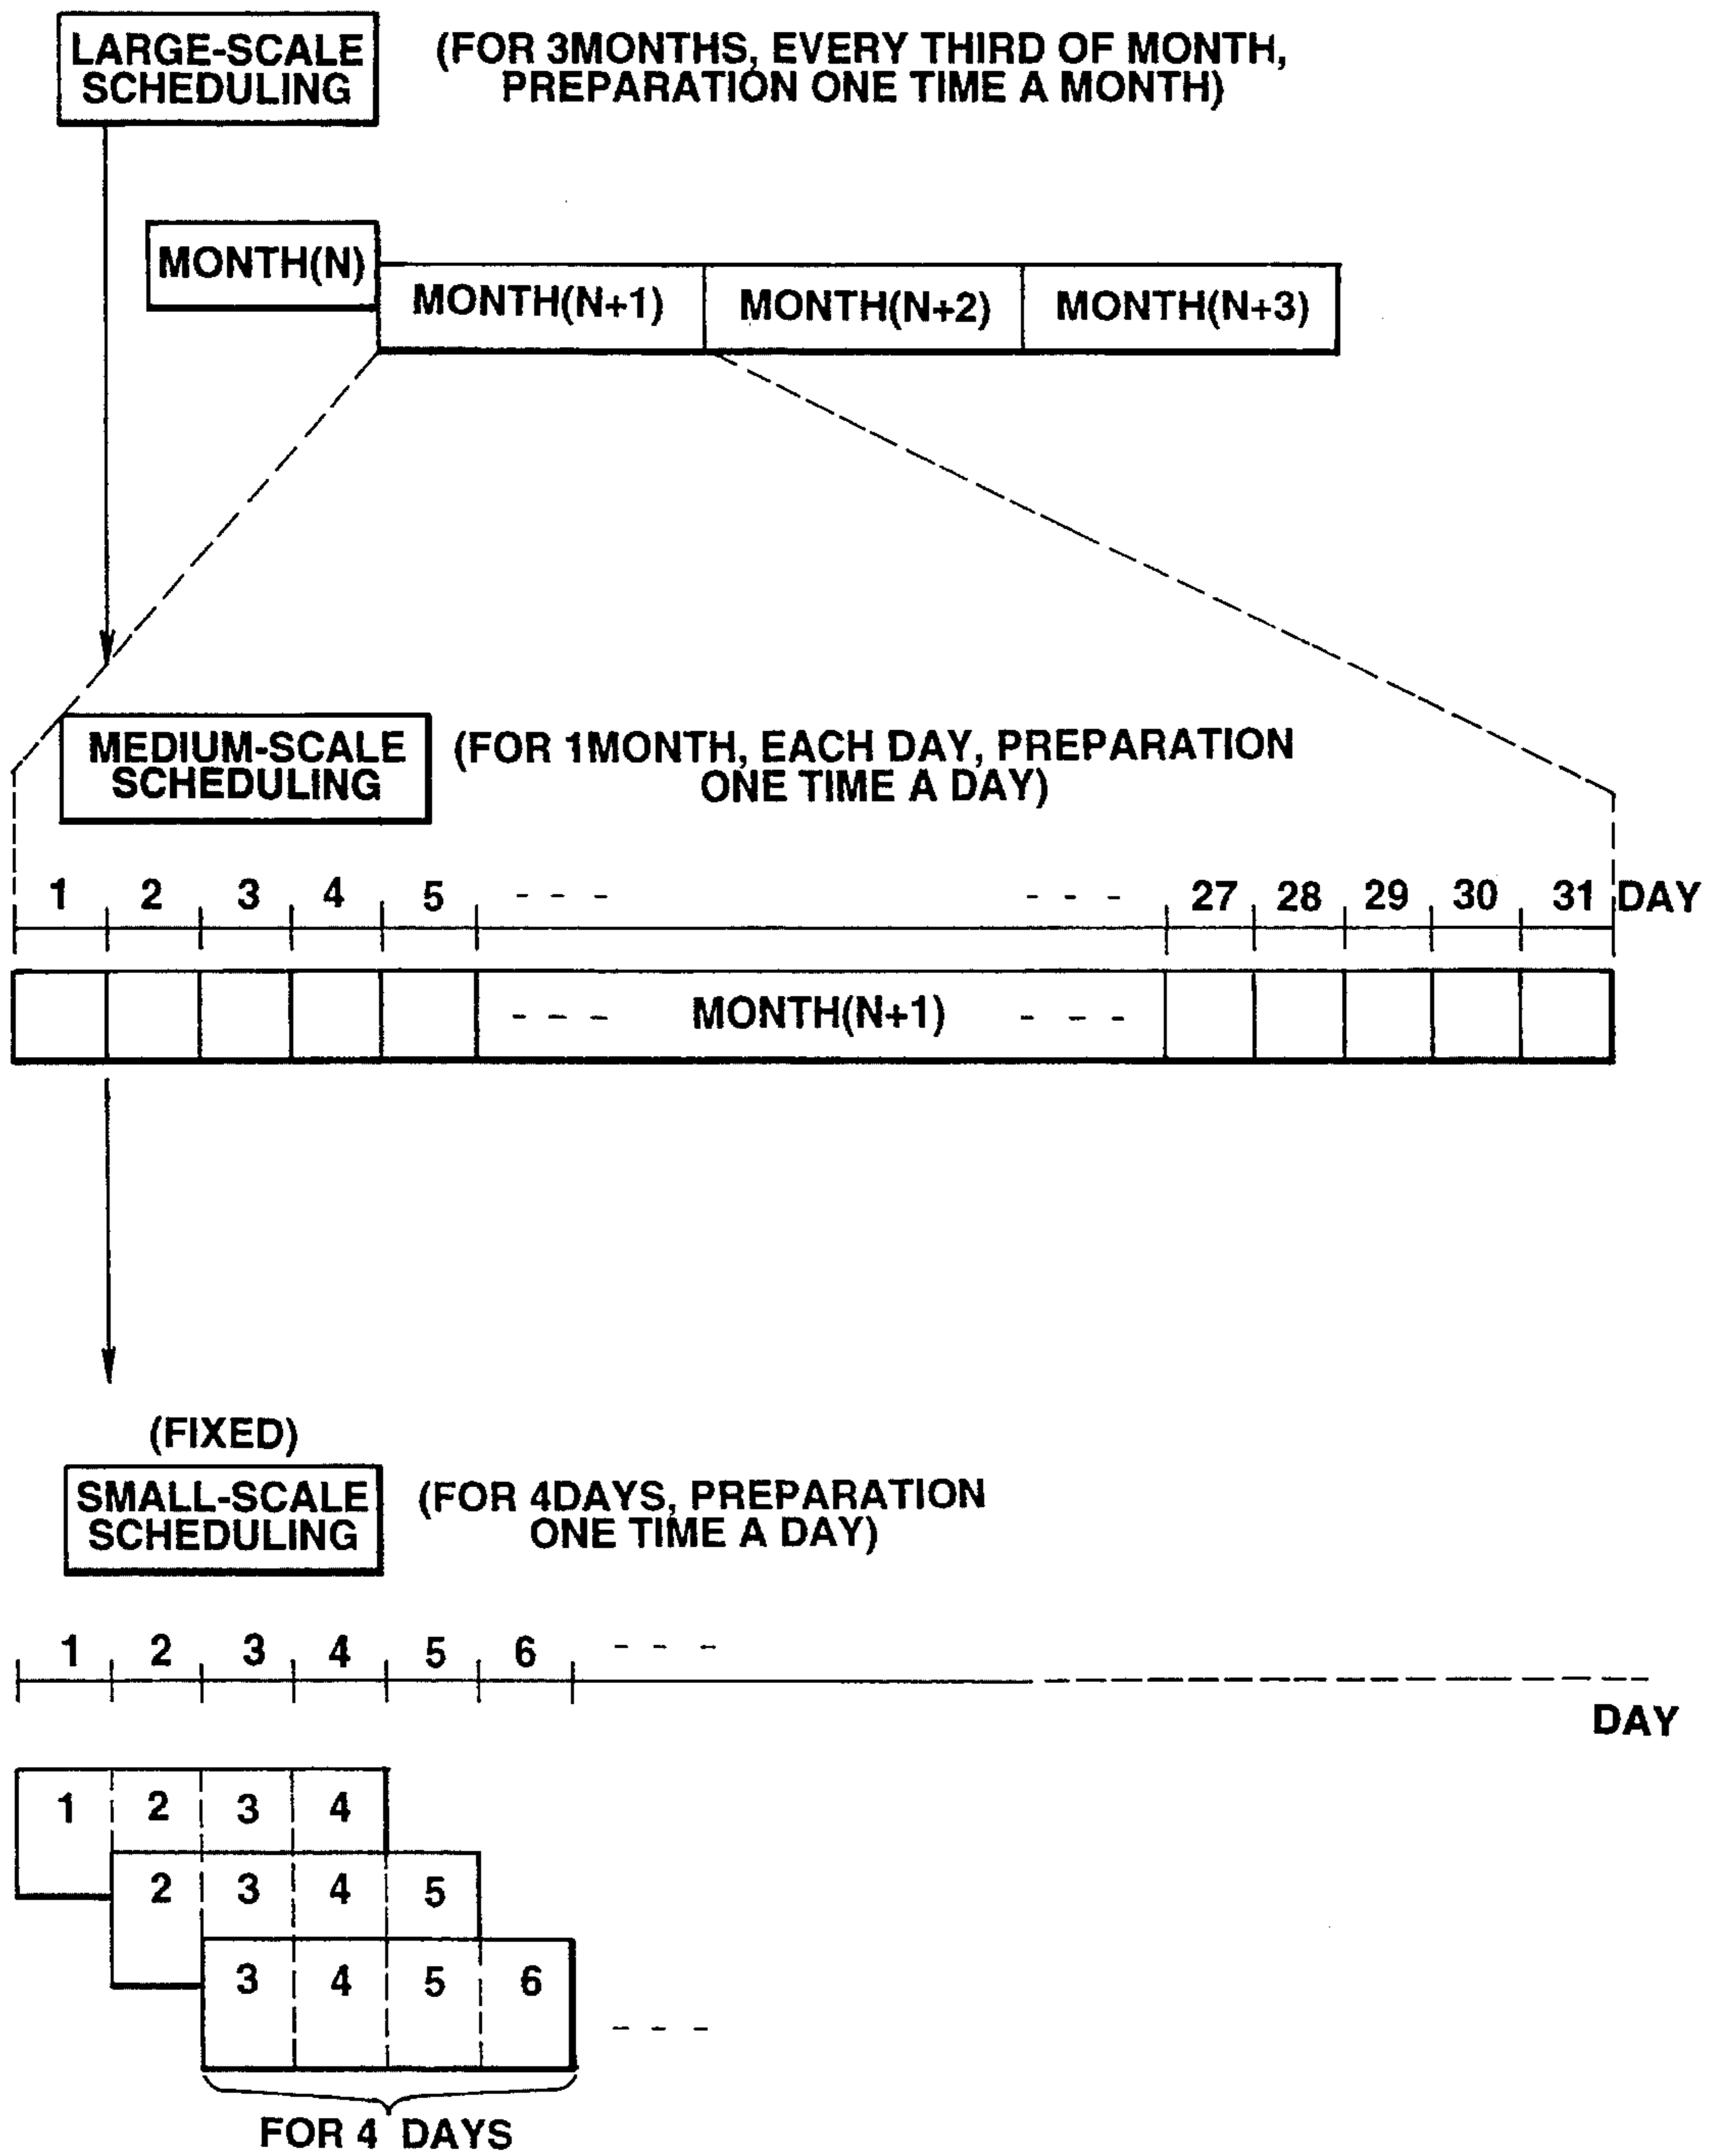 LARGE-SCALE
SCHEDULING
(FOR 3MONTHS, EVERY THIRD OF MONTH,
PREPARATION ONE TIME A MONTH)
MONTH(N)
MONTH(N+1) MONTH(N+2) MONTH(N+3)
MEDIUM-SCALE
SCHEDULING
(FOR 1MONTH, EACH DAY, PREPARATION
ONE TIME A DAY)
1 2 3 4 5 - - - - - - 27 28 29 30 31 DAY
- - - MONTH(N+1) - - -
(FIXED)
SMALL-SCALE
SCHEDULING
(FOR 4DAYS, PREPARATION
ONE TIME A DAY)
1 2 3 4 5 6 - - -
DAY
1 2 3 4
2 3 4 5
3 4 5 6
- - -
FOR 4 DAYS